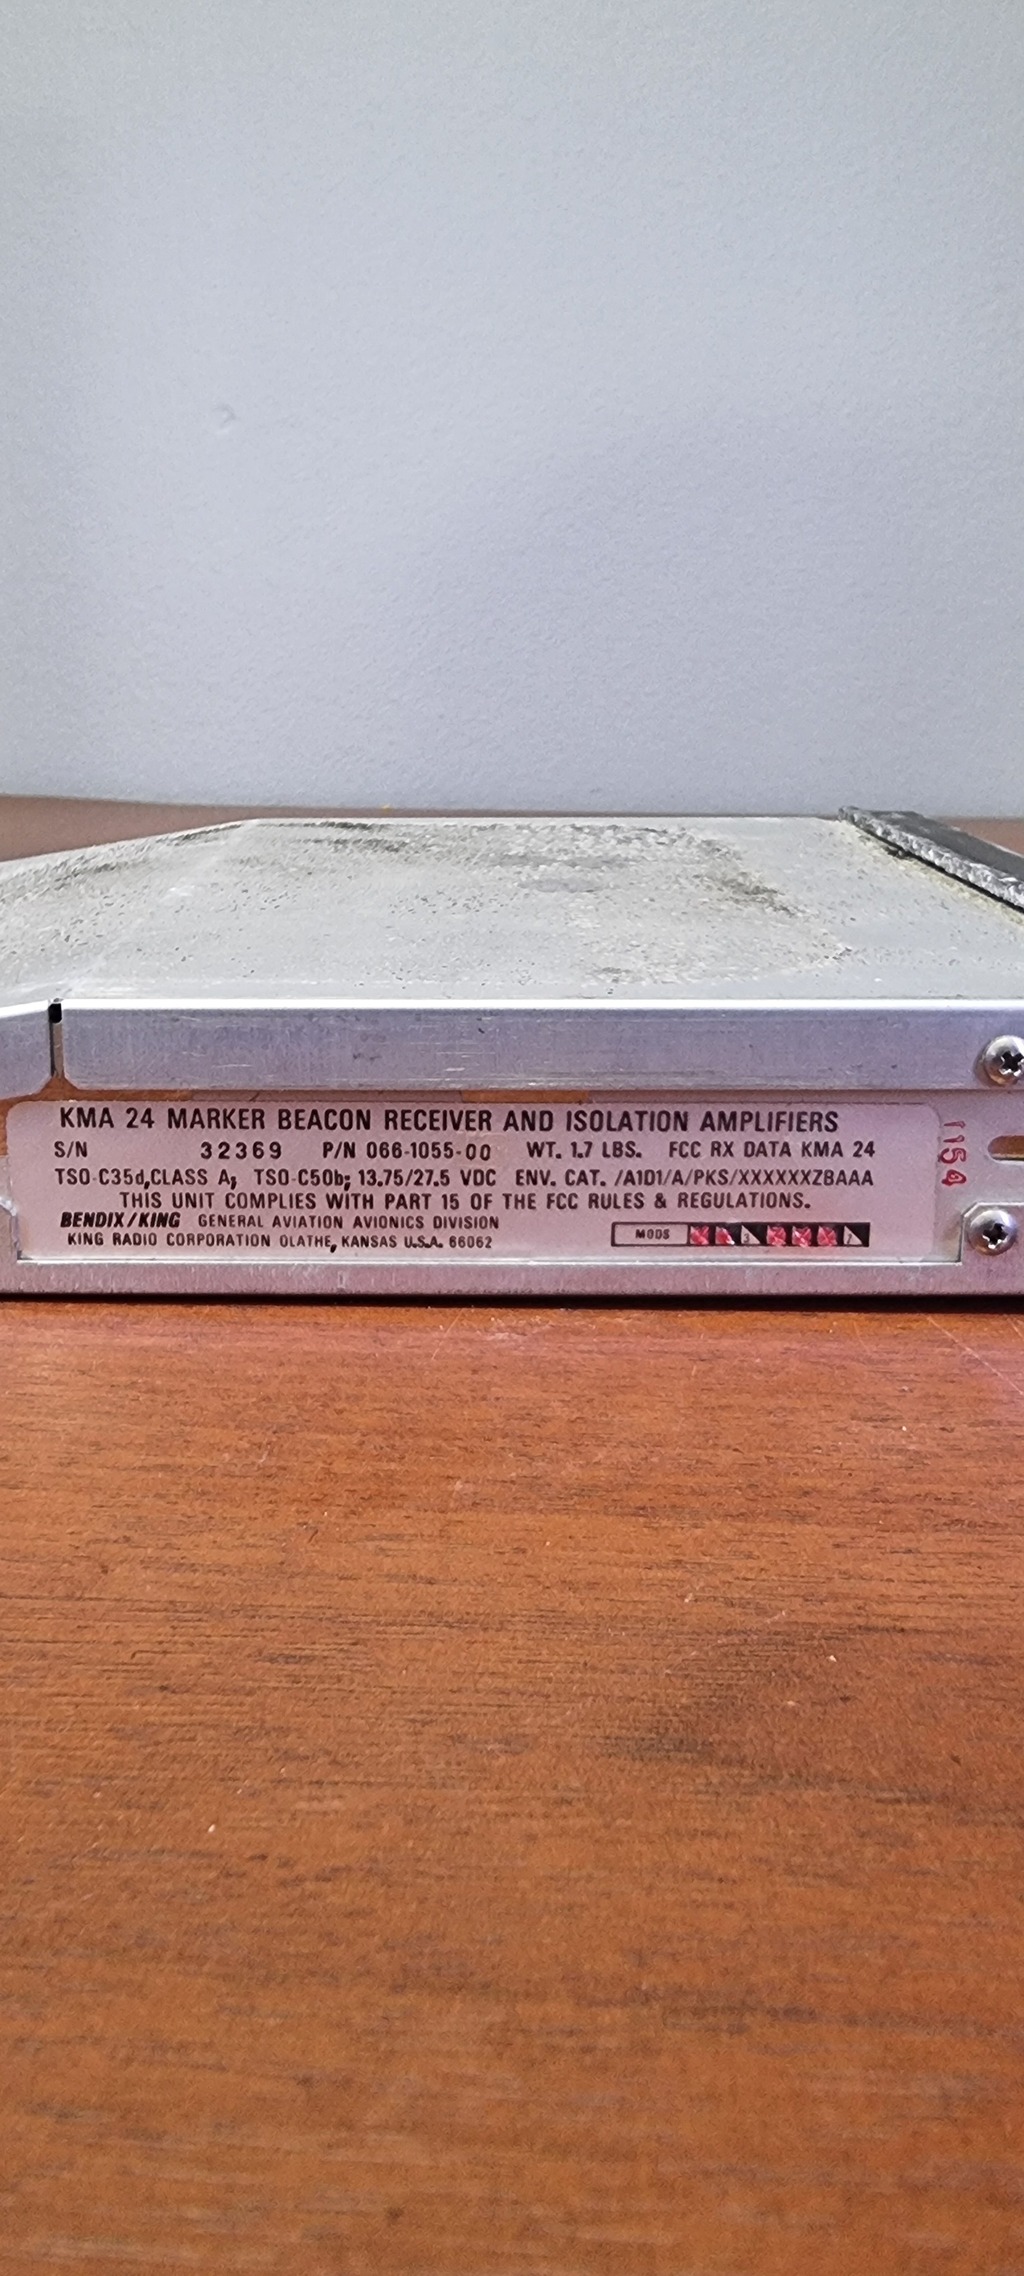 KMA 24 MARKER BEACON RECEIVER AND ISOLATION AMPLIFIERS
S/N 32369 P/N 066-1055-00 WT. 1.7 LBS. FCC RX DATA KMA 24
TSO-C35d, CLASS A; TSO-C50b; 13.75/27.5 VDC ENV. CAT. /A1D1/A/PKS/XXXXXXZBAAA
THIS UNIT COMPLIES WITH PART 15 OF THE FCC RULES & REGULATIONS.
BENDIX/KING GENERAL AVIATION AVIONICS DIVISION
KING RADIO CORPORATION OLATHE, KANSAS U.S.A. 66062
MODS 3 7